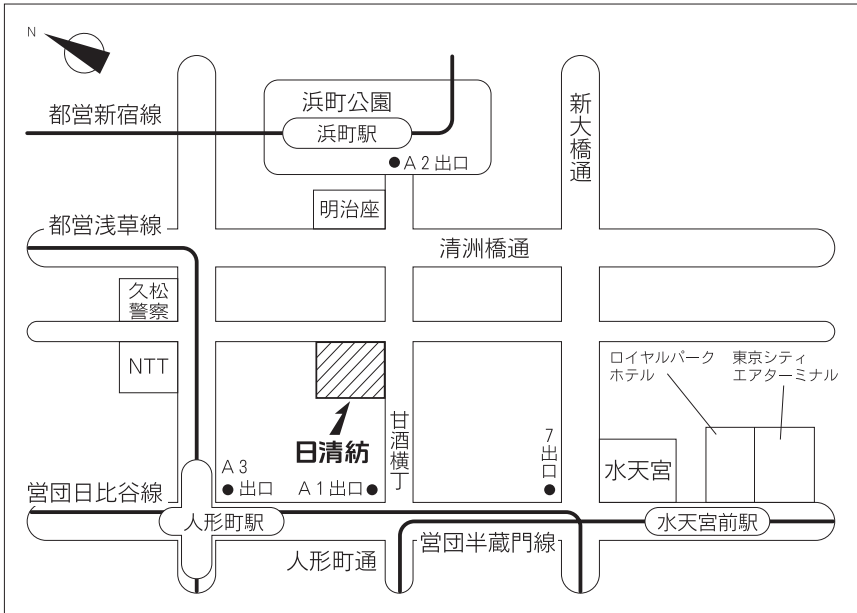 N
都営新宿線
浜町公園
浜町駅
A2出口
新大橋通
明治座
都営浅草線
清洲橋通
久松
警察
NTT
ロイヤルパーク
ホテル
東京シティ
エアターミナル
日清紡
甘酒横丁
A3
出口
A1出口
7出口
水天宮
営団日比谷線
人形町駅
水天宮前駅
人形町通
営団半蔵門線